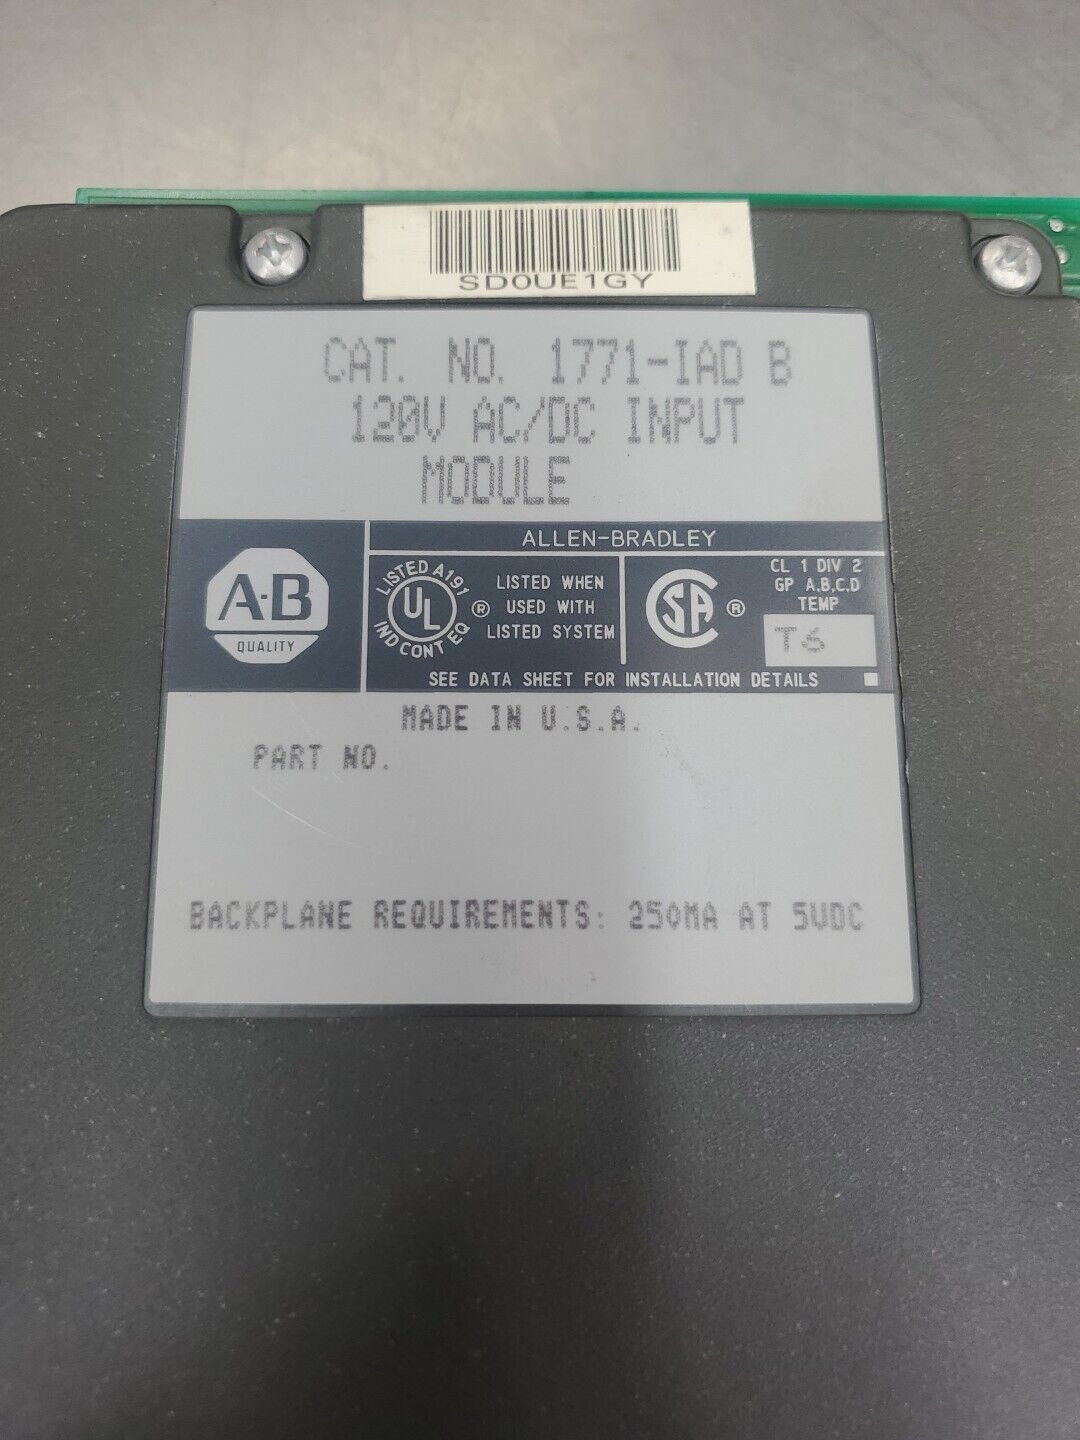 SD0UE1GY
CAT. NO. 1771-IAD B
120V AC/DC INPUT
MODULE
ALLEN-BRADLEY
A-B
QUALITY
LISTED A191
UL
IND CONT EQ
®
LISTED WHEN
USED WITH
LISTED SYSTEM
CSA ®
CL 1 DIV 2
GP A,B,C,D
TEMP
T6
SEE DATA SHEET FOR INSTALLATION DETAILS
MADE IN U.S.A.
PART NO.
BACKPLANE REQUIREMENTS: 250MA AT 5VDC